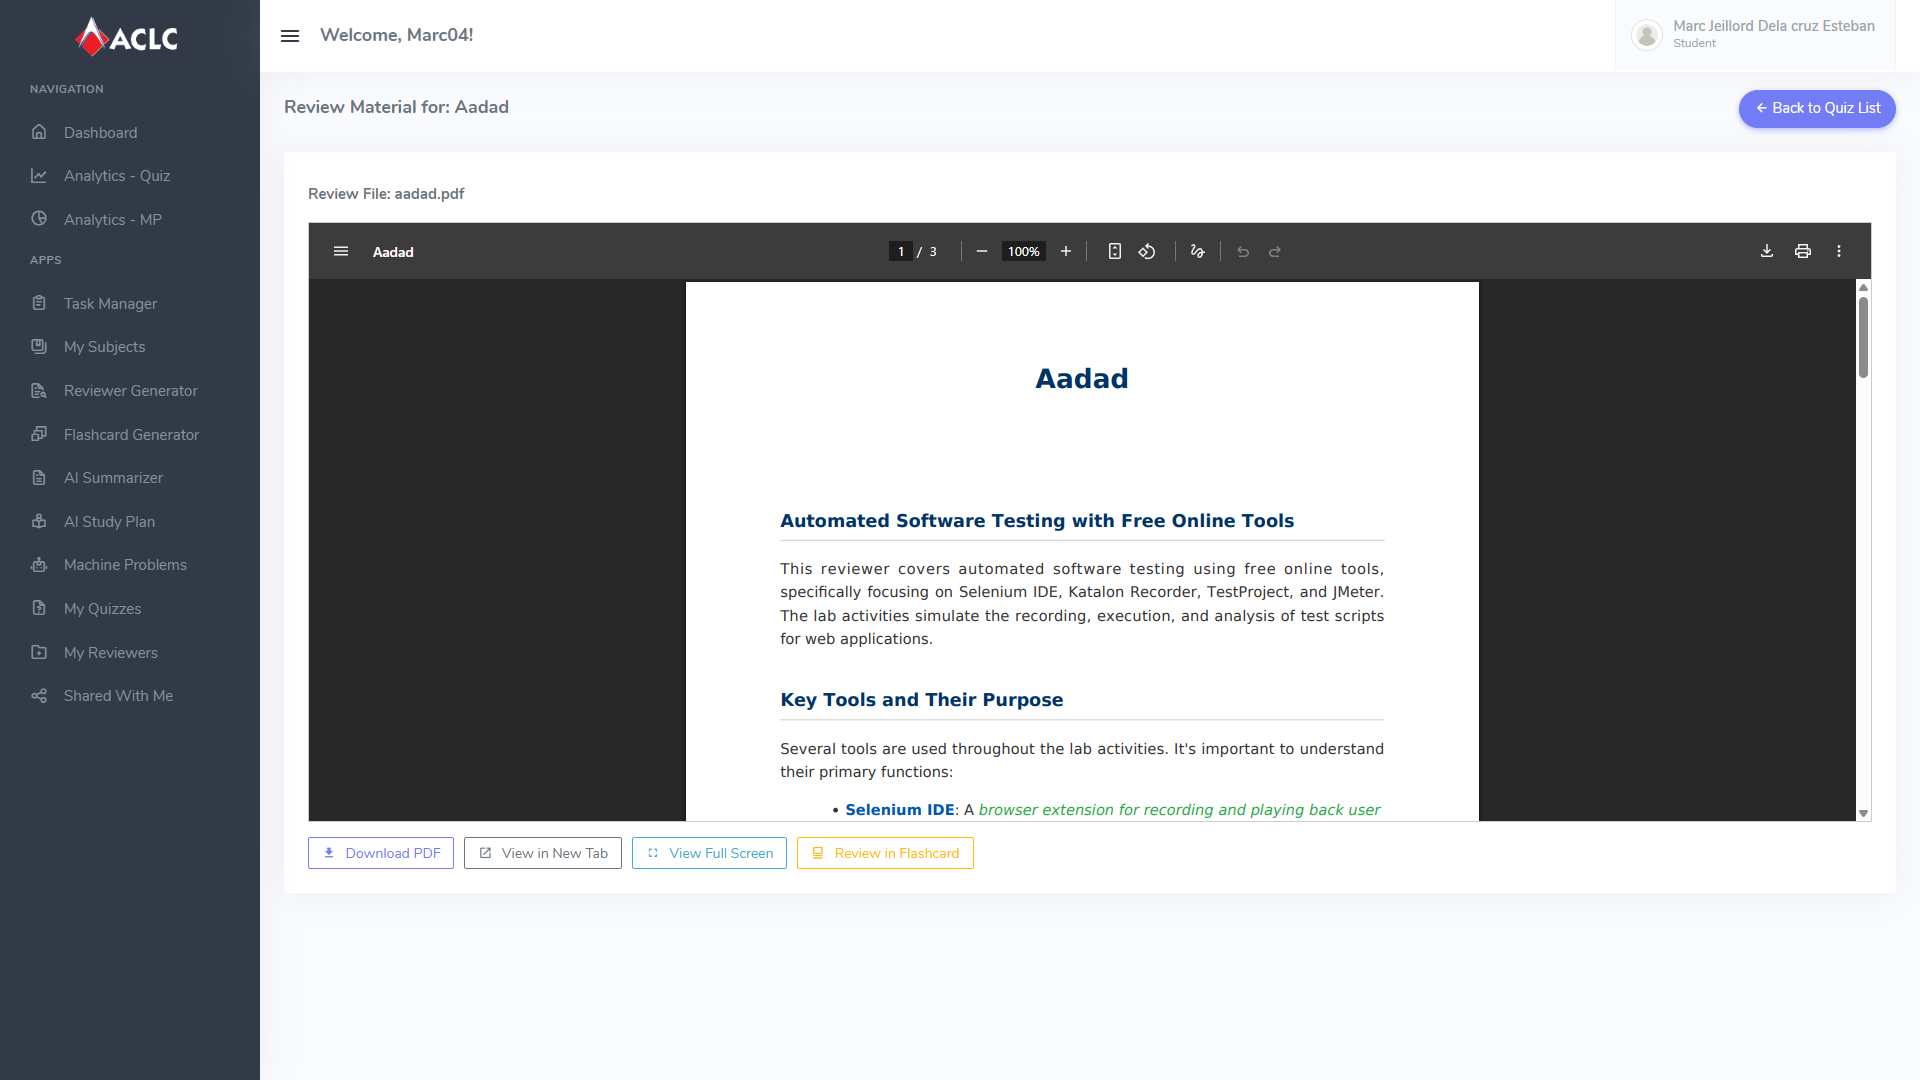 ACLC
NAVIGATION
Dashboard
Analytics - Quiz
Analytics - MP
APPS
Task Manager
My Subjects
Reviewer Generator
Flashcard Generator
AI Summarizer
AI Study Plan
Machine Problems
My Quizzes
My Reviewers
Shared With Me
Welcome, Marc04!
Marc Jeillord Dela cruz Esteban
Student
Review Material for: Aadad
Back to Quiz List
Review File: aadad.pdf
Aadad
1 / 3
100%
Aadad
Automated Software Testing with Free Online Tools
This reviewer covers automated software testing using free online tools,
specifically focusing on Selenium IDE, Katalon Recorder, TestProject, and JMeter.
The lab activities simulate the recording, execution, and analysis of test scripts
for web applications.
Key Tools and Their Purpose
Several tools are used throughout the lab activities. It's important to understand
their primary functions:
• Selenium IDE: A browser extension for recording and playing back user
Download PDF
View in New Tab
View Full Screen
Review in Flashcard